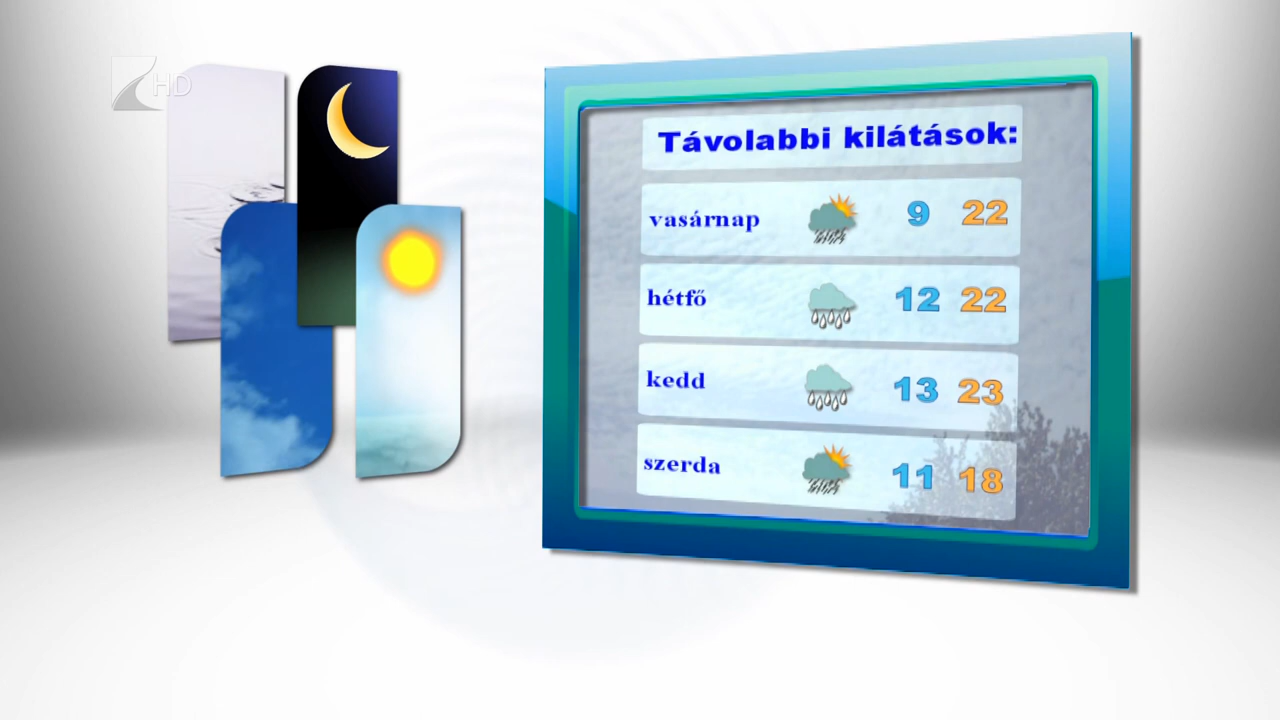 HD
Távolabbi kilátások:
vasárnap 9 22
hétfő 12 22
kedd 13 23
szerda 11 18